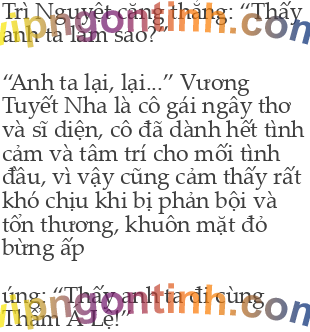 Trì Nguyệt căng thẳng: “Thấy
anh ta làm sao?”
vipngontinh.com
“Anh ta lại, lại...” Vương
Tuyết Nha là cô gái ngây thơ
và sĩ diện, cô đã dành hết tình
cảm và tâm trí cho mối tình
đầu, vì vậy cũng cảm thấy rất
khó chịu khi bị phản bội và
tổn thương, khuôn mặt đỏ
bừng ấp
úng: “Thấy anh ta đi cùng
Thẩm A Lệ!”
vipngontinh.com